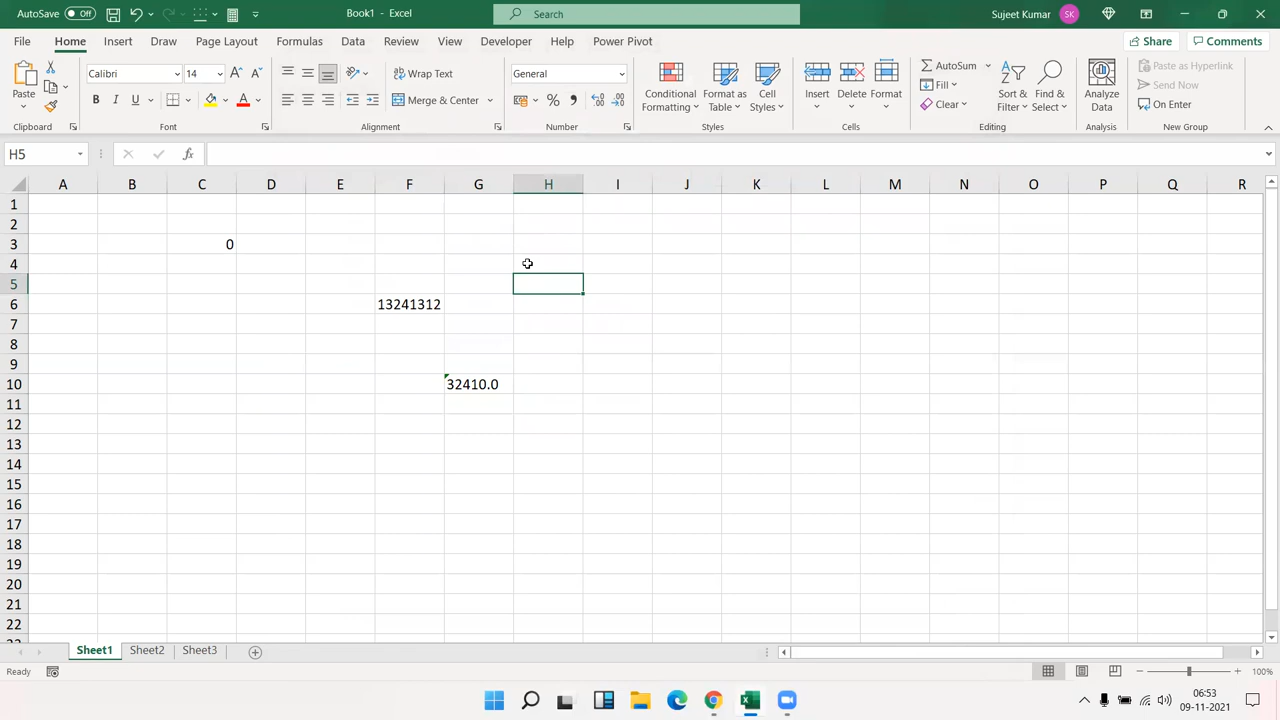 AutoSave Off Book1 - Excel Search Sujeet Kumar SK
File Home Insert Draw Page Layout Formulas Data Review View Developer Help Power Pivot Share Comments
Paste Calibri 14 Wrap Text General Conditional Formatting Format as Table Cell Styles Insert Delete Format AutoSum Sort & Filter Find & Select Analyze Data Paste as Hyperlink
Fill Send Now
B I U Merge & Center Clear On Enter
Clipboard Font Alignment Number Styles Cells Editing Analysis New Group
H5 fx
A B C D E F G H I J K L M N O P Q R
1
2
3 0
4
5
6 13241312
7
8
9
10 32410.0
11
12
13
14
15
16
17
18
19
20
21
22
Sheet1 Sheet2 Sheet3
Ready 100%
06:53
09-11-2021